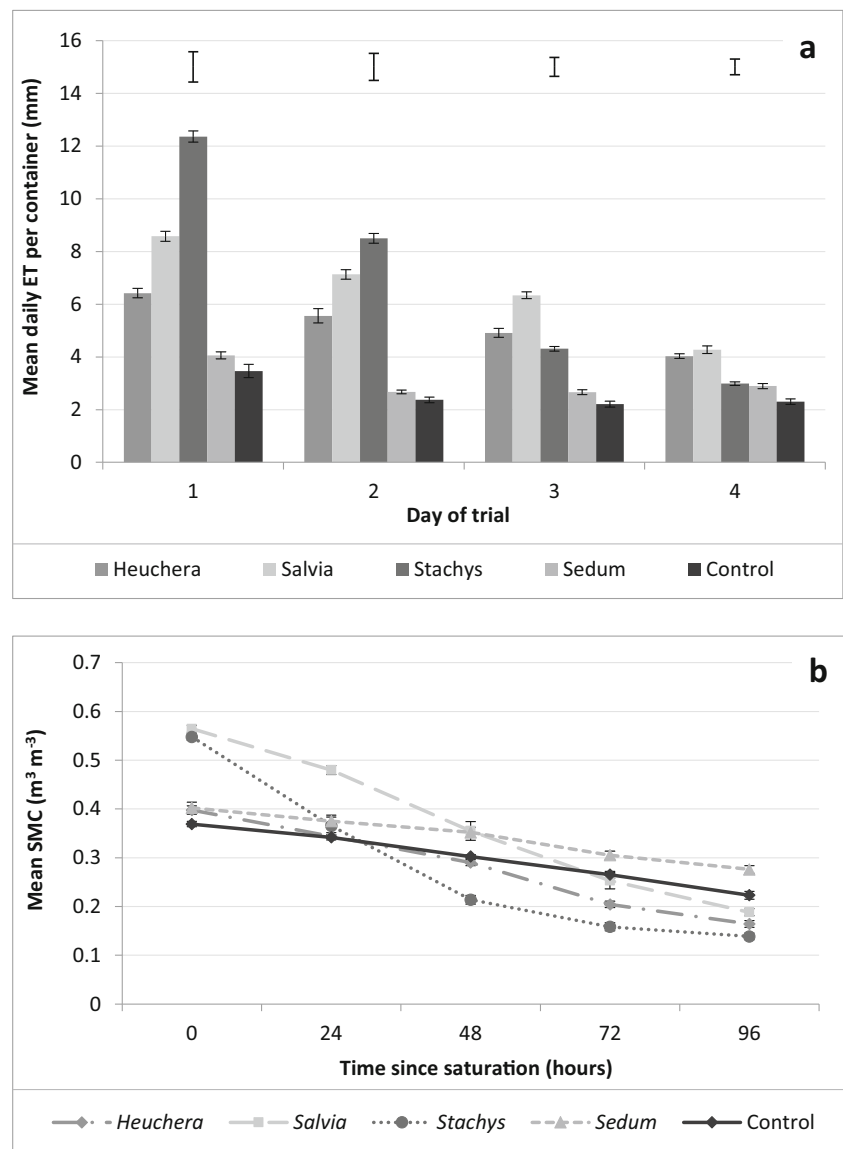 a
16
14
12
10
8
6
4
2
0
Mean daily ET per container (mm)
1 2 3 4
Day of trial
Heuchera Salvia Stachys Sedum Control
b
0.7
0.6
0.5
0.4
0.3
0.2
0.1
0
Mean SMC (m³ m⁻³)
0 24 48 72 96
Time since saturation (hours)
Heuchera Salvia Stachys Sedum Control